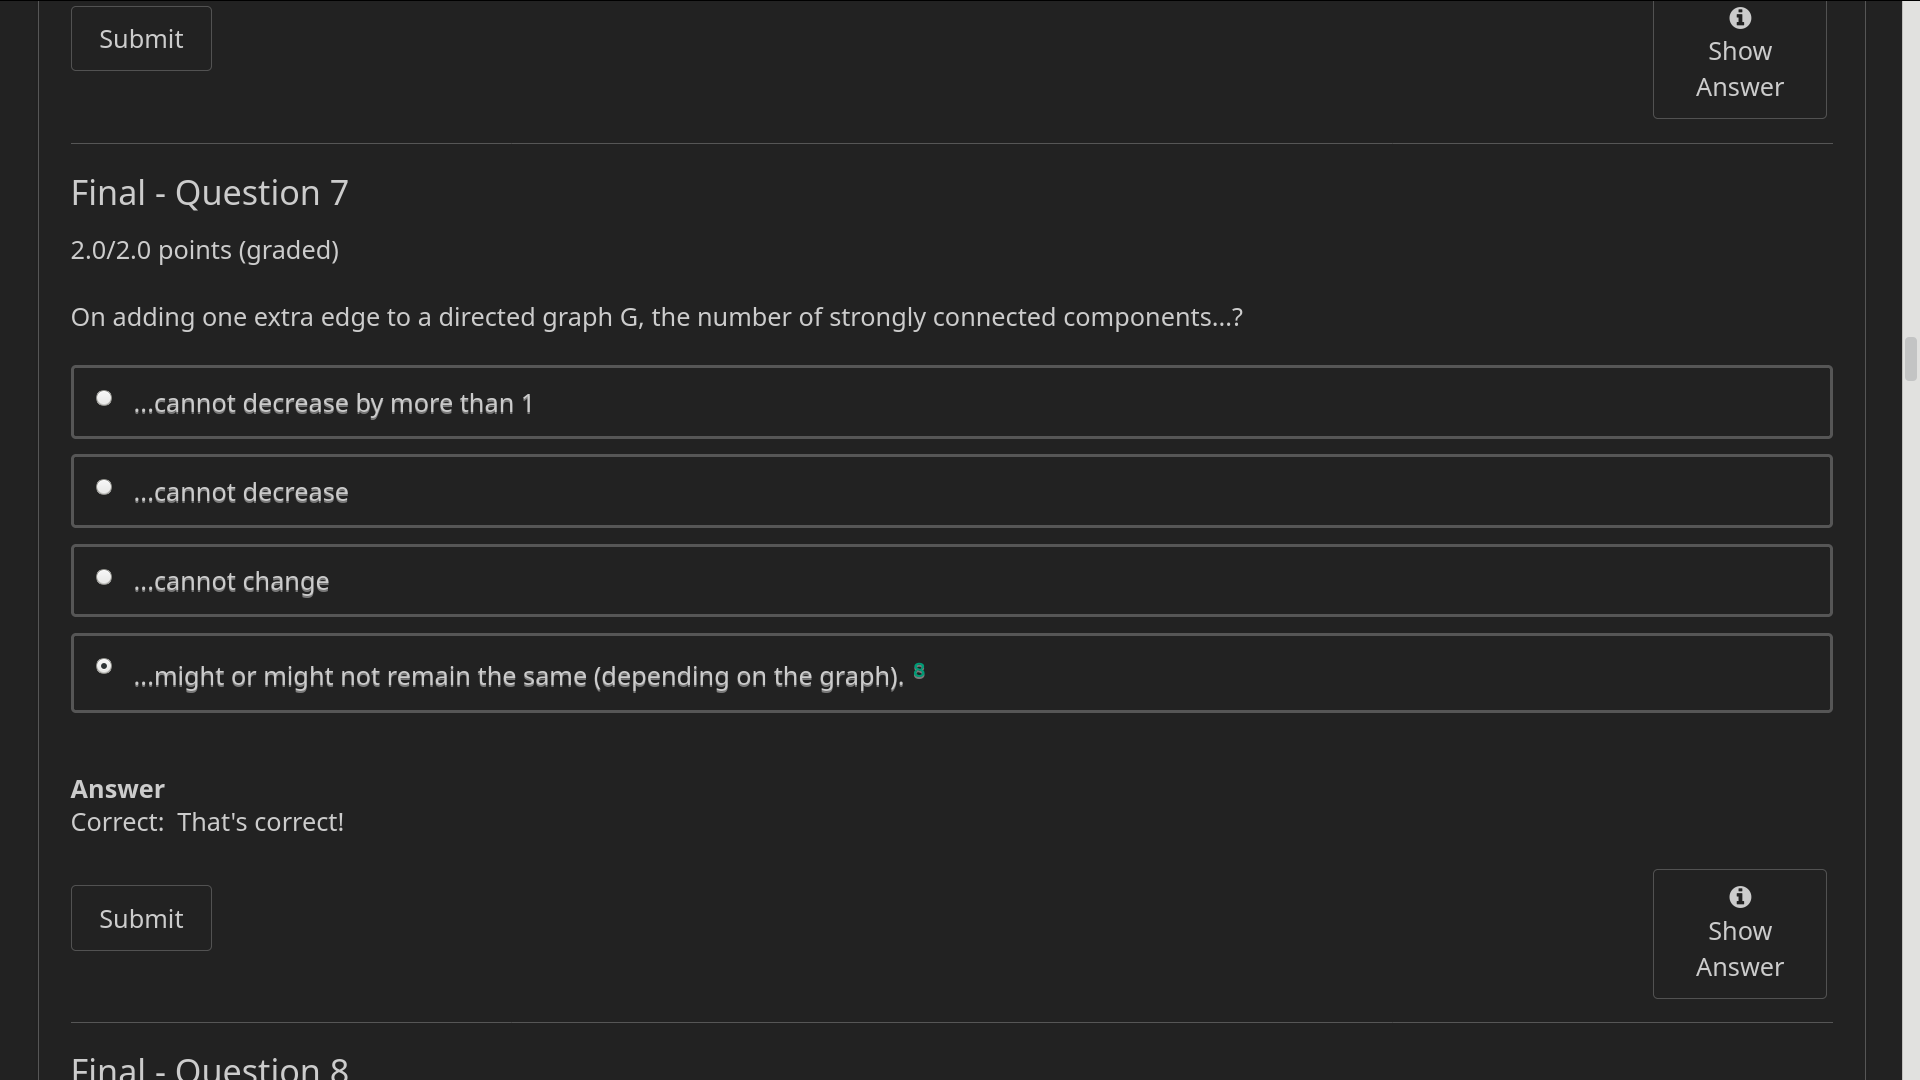 Submit
Show
Answer
Final - Question 7
2.0/2.0 points (graded)
On adding one extra edge to a directed graph G, the number of strongly connected components...?
...cannot decrease by more than 1
...cannot decrease
...cannot change
...might or might not remain the same (depending on the graph).
Answer
Correct: That's correct!
Submit
Show
Answer
Final - Question 8